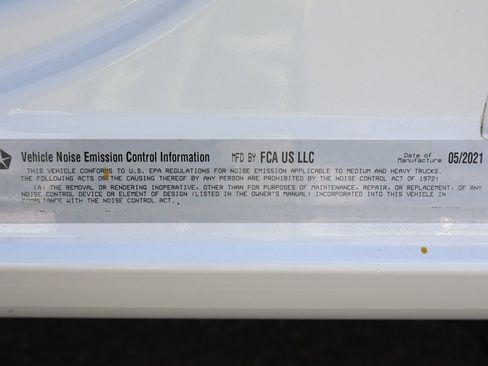 Vehicle Noise Emission Control Information MFD BY FCA US LLC Date of Manufacture 05/2021
THIS VEHICLE CONFORMS TO U.S. EPA REGULATIONS FOR NOISE EMISSION APPLICABLE TO MEDIUM AND HEAVY TRUCKS.
THE FOLLOWING ACTS OR THE CAUSING THEREOF BY ANY PERSON ARE PROHIBITED BY THE NOISE CONTROL ACT OF 1972:
(A) THE REMOVAL OR RENDERING INOPERATIVE, OTHER THAN FOR PURPOSES OF MAINTENANCE, REPAIR, OR REPLACEMENT, OF ANY
NOISE CONTROL DEVICE OR ELEMENT OF DESIGN (LISTED IN THE OWNER'S MANUAL) INCORPORATED INTO THIS VEHICLE IN
COMPLIANCE WITH THE NOISE CONTROL ACT.